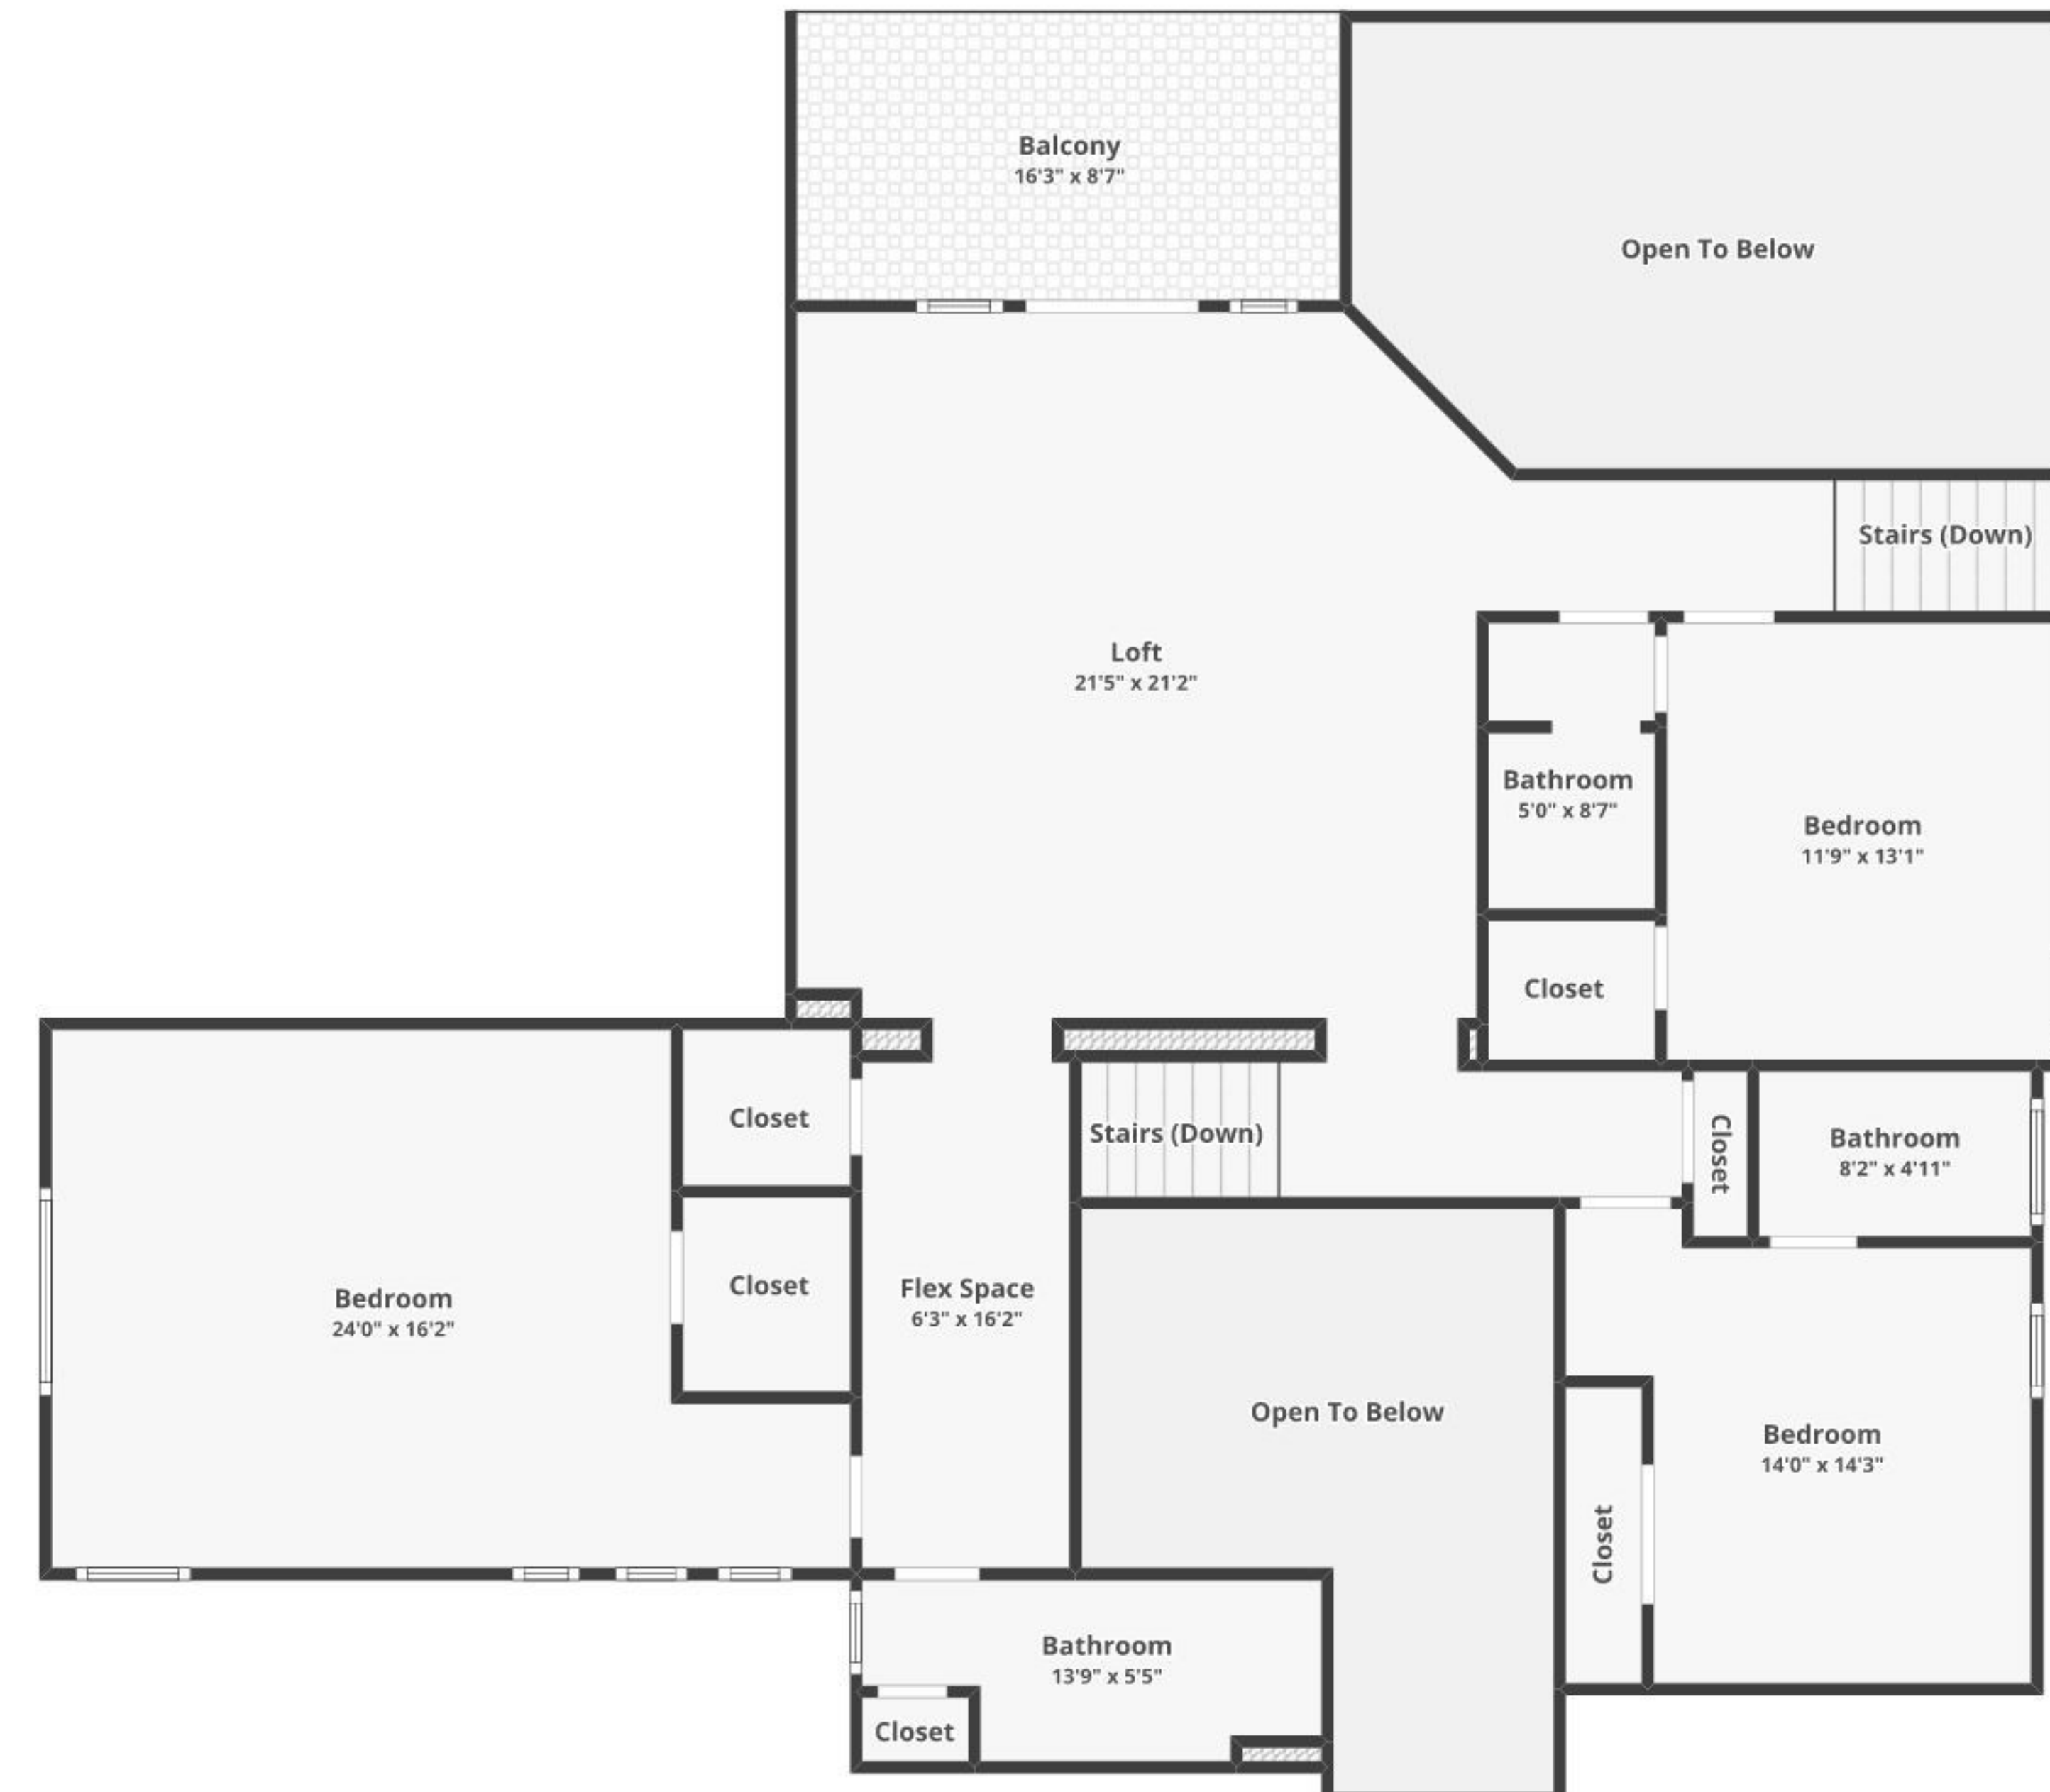 Balcony
16'3" x 8'7"
Open To Below
Stairs (Down)
Loft
21'5" x 21'2"
Bathroom
5'0" x 8'7"
Bedroom
11'9" x 13'1"
Closet
Closet
Stairs (Down)
Closet
Bathroom
8'2" x 4'11"
Closet
Flex Space
6'3" x 16'2"
Bedroom
24'0" x 16'2"
Open To Below
Bedroom
14'0" x 14'3"
Closet
Bathroom
13'9" x 5'5"
Closet